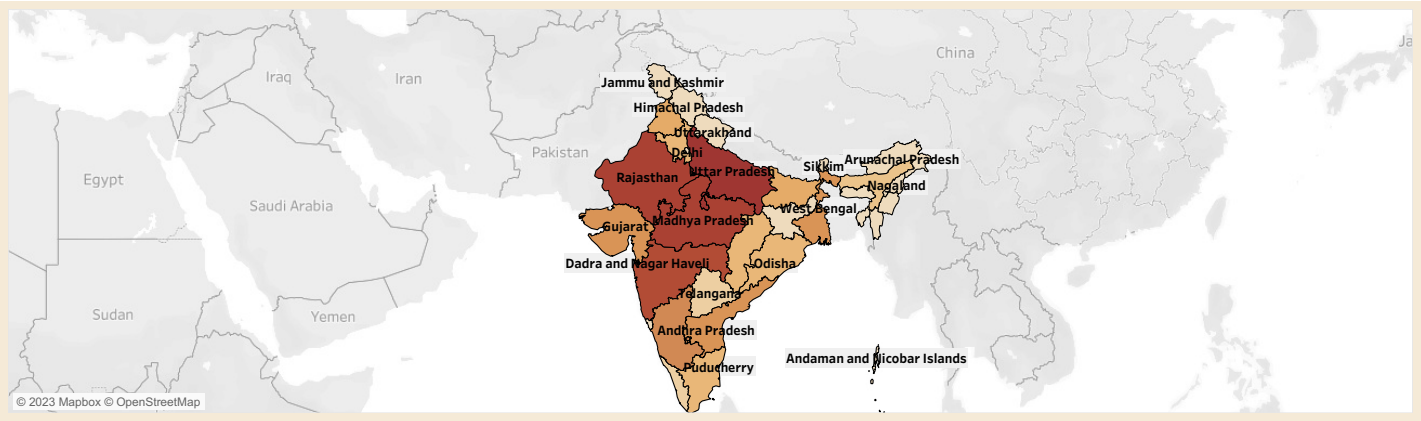 China
Ja
Iraq
Iran
Jammu and Kashmir
Himachal Pradesh
Uttarakhand
Pakistan
Delhi
Sikkim
Arunachal Pradesh
Egypt
Rajasthan
Uttar Pradesh
Nagaland
Saudi Arabia
West Bengal
Madhya Pradesh
Gujarat
Dadra and Nagar Haveli
Odisha
Telangana
Sudan
Yemen
Andhra Pradesh
Andaman and Nicobar Islands
Puducherry
© 2023 Mapbox © OpenStreetMap